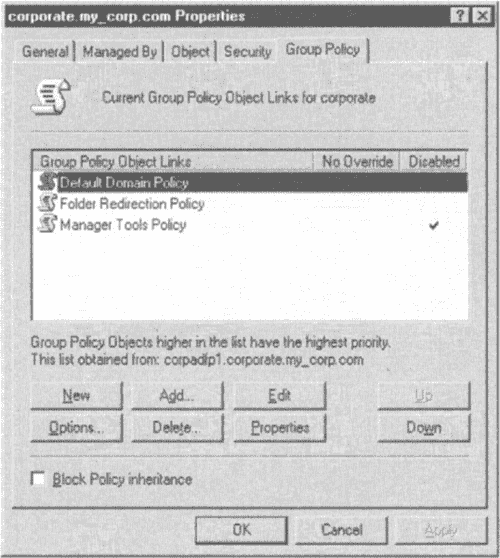 corporate.my_corp.com Properties
General Managed By Object Security Group Policy
Current Group Policy Object Links for corporate
Group Policy Object Links No Override Disabled
Default Domain Policy
Folder Redirection Policy
Manager Tools Policy
Group Policy Objects higher in the list have the highest priority.
This list obtained from: corpadfp1.corporate.my_corp.com
New Add... Edit Up
Options... Delete... Properties Down
Block Policy inheritance
OK Cancel Apply